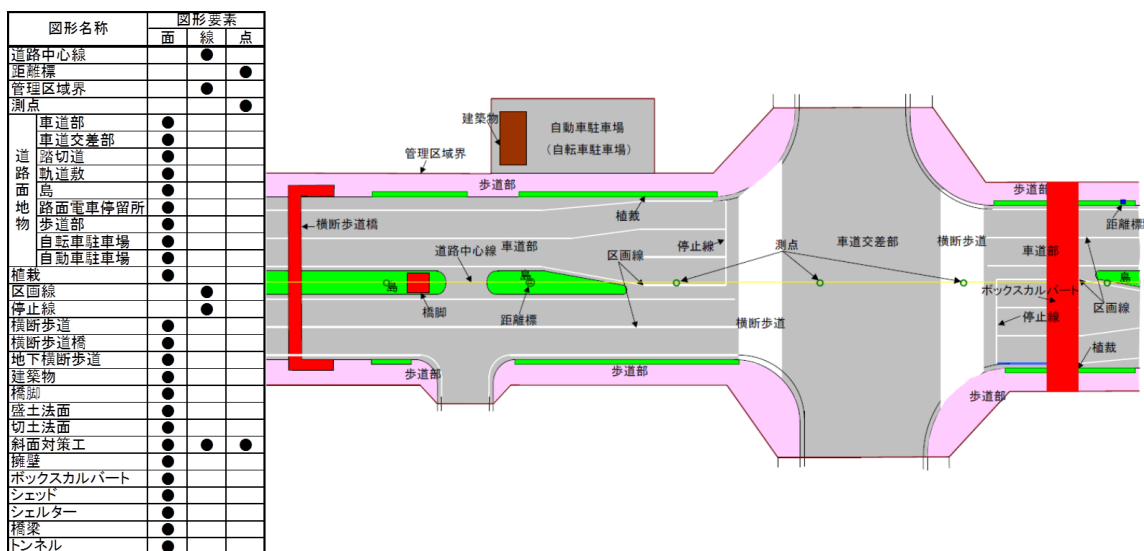 図形名称 図形要素
面 線 点
道路中心線 ●
距離標 ●
管理区域界 ●
測点 ●
道路面地物
車道部 ●
車道交差部 ●
踏切道 ●
軌道敷 ●
島 ●
路面電車停留所 ●
歩道部 ●
自転車駐車場 ●
自動車駐車場 ●
植栽 ●
区画線 ●
停止線 ●
横断歩道 ●
横断歩道橋 ●
地下横断歩道 ●
建築物 ●
橋脚 ●
盛土法面 ●
切土法面 ●
斜面対策工 ● ● ●
擁壁 ●
ボックスカルバート ●
シェッド ●
シェルター ●
橋梁 ●
トンネル ●
建築物
自動車駐車場
（自転車駐車場）
管理区域界
歩道部
歩道部
植栽
距離標
横断歩道橋
車道部
道路中心線
区画線
停止線
測点
車道交差部
横断歩道
車道部
島
島
ボックスカルバート
区画線
橋脚
距離標
横断歩道
停止線
植栽
歩道部
歩道部
歩道部